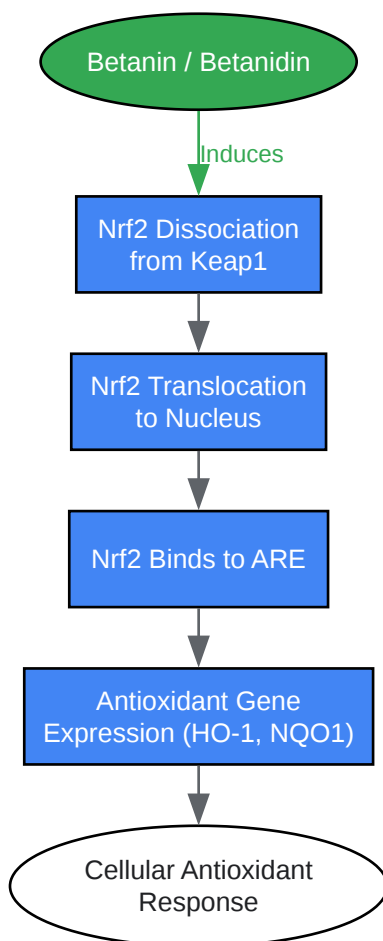 Betanin / Betanidin
Induces
Nrf2 Dissociation
from Keap1
Nrf2 Translocation
to Nucleus
Nrf2 Binds to ARE
Antioxidant Gene
Expression (HO-1, NQO1)
Cellular Antioxidant
Response